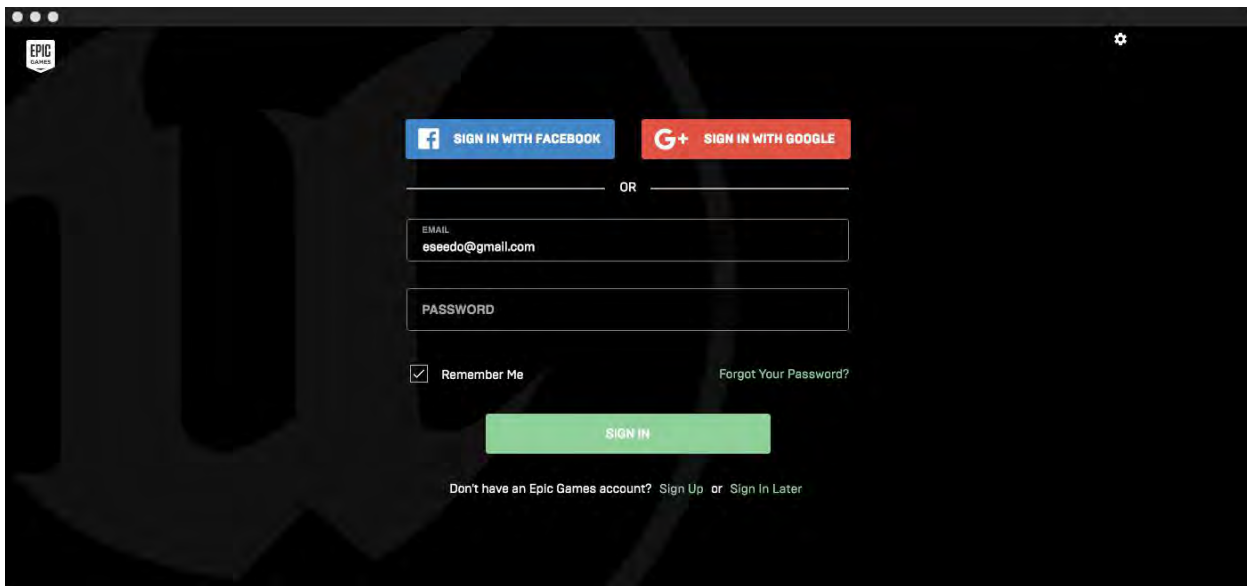 EPIC
GAMES
SIGN IN WITH FACEBOOK
G+ SIGN IN WITH GOOGLE
OR
EMAIL
eseedo@gmail.com
PASSWORD
Remember Me
Forgot Your Password?
SIGN IN
Don't have an Epic Games account? Sign Up or Sign In Later